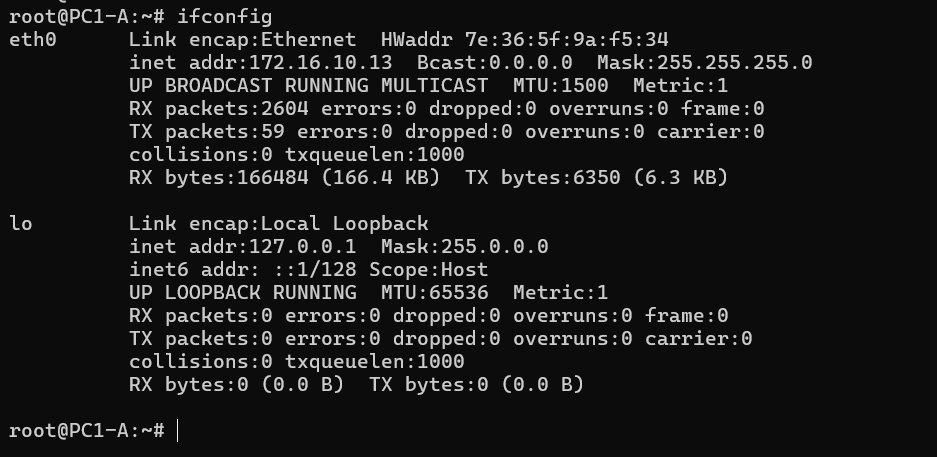 root@PC1-A:~# ifconfig
eth0      Link encap:Ethernet  HWaddr 7e:36:5f:9a:f5:34
          inet addr:172.16.10.13  Bcast:0.0.0.0  Mask:255.255.255.0
          UP BROADCAST RUNNING MULTICAST  MTU:1500  Metric:1
          RX packets:2604 errors:0 dropped:0 overruns:0 frame:0
          TX packets:59 errors:0 dropped:0 overruns:0 carrier:0
          collisions:0 txqueuelen:1000
          RX bytes:166484 (166.4 KB)  TX bytes:6350 (6.3 KB)

lo        Link encap:Local Loopback
          inet addr:127.0.0.1  Mask:255.0.0.0
          inet6 addr: ::1/128 Scope:Host
          UP LOOPBACK RUNNING  MTU:65536  Metric:1
          RX packets:0 errors:0 dropped:0 overruns:0 frame:0
          TX packets:0 errors:0 dropped:0 overruns:0 carrier:0
          collisions:0 txqueuelen:1000
          RX bytes:0 (0.0 B)  TX bytes:0 (0.0 B)

root@PC1-A:~#